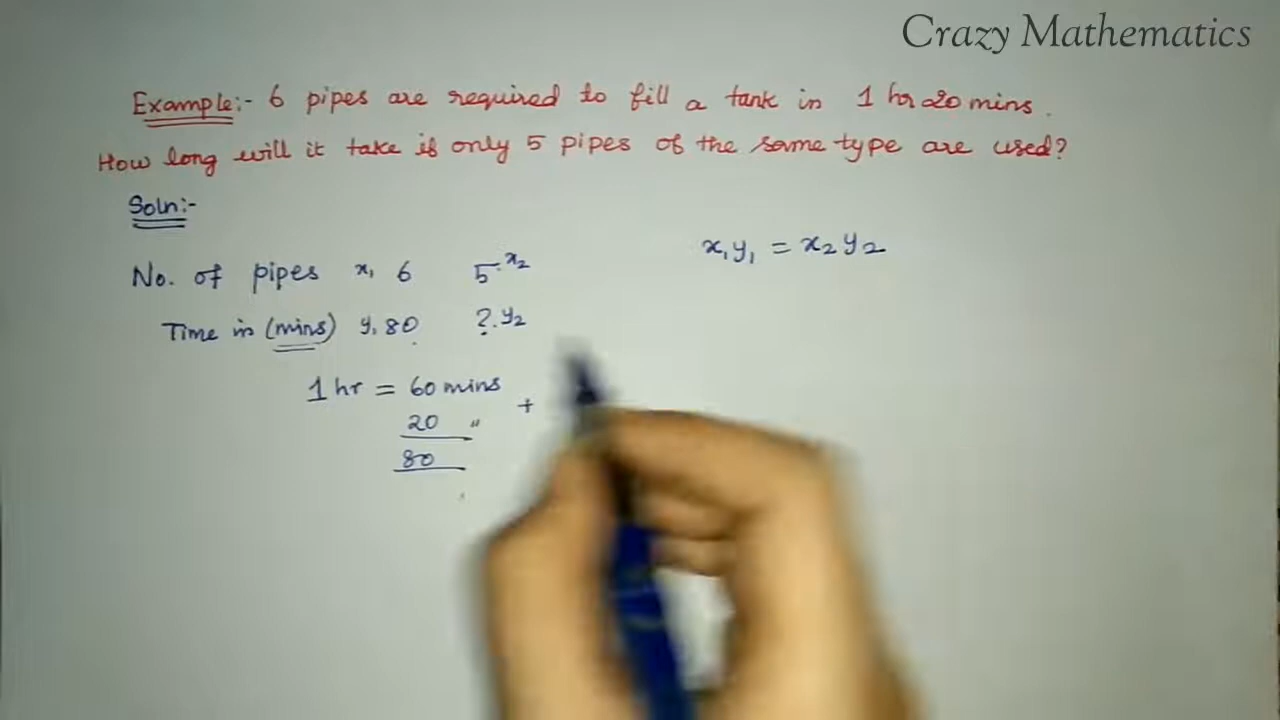 Crazy Mathematics
Example:- 6 pipes are required to fill a tank in 1 hr 20 mins.
How long will it take if only 5 pipes of the same type are used?
Soln:-
x₁y₁ = x₂y₂
No. of pipes x₁ 6 5 x₂
Time in (mins) y₁ 80 ? y₂
1 hr = 60 mins
20 " +
80